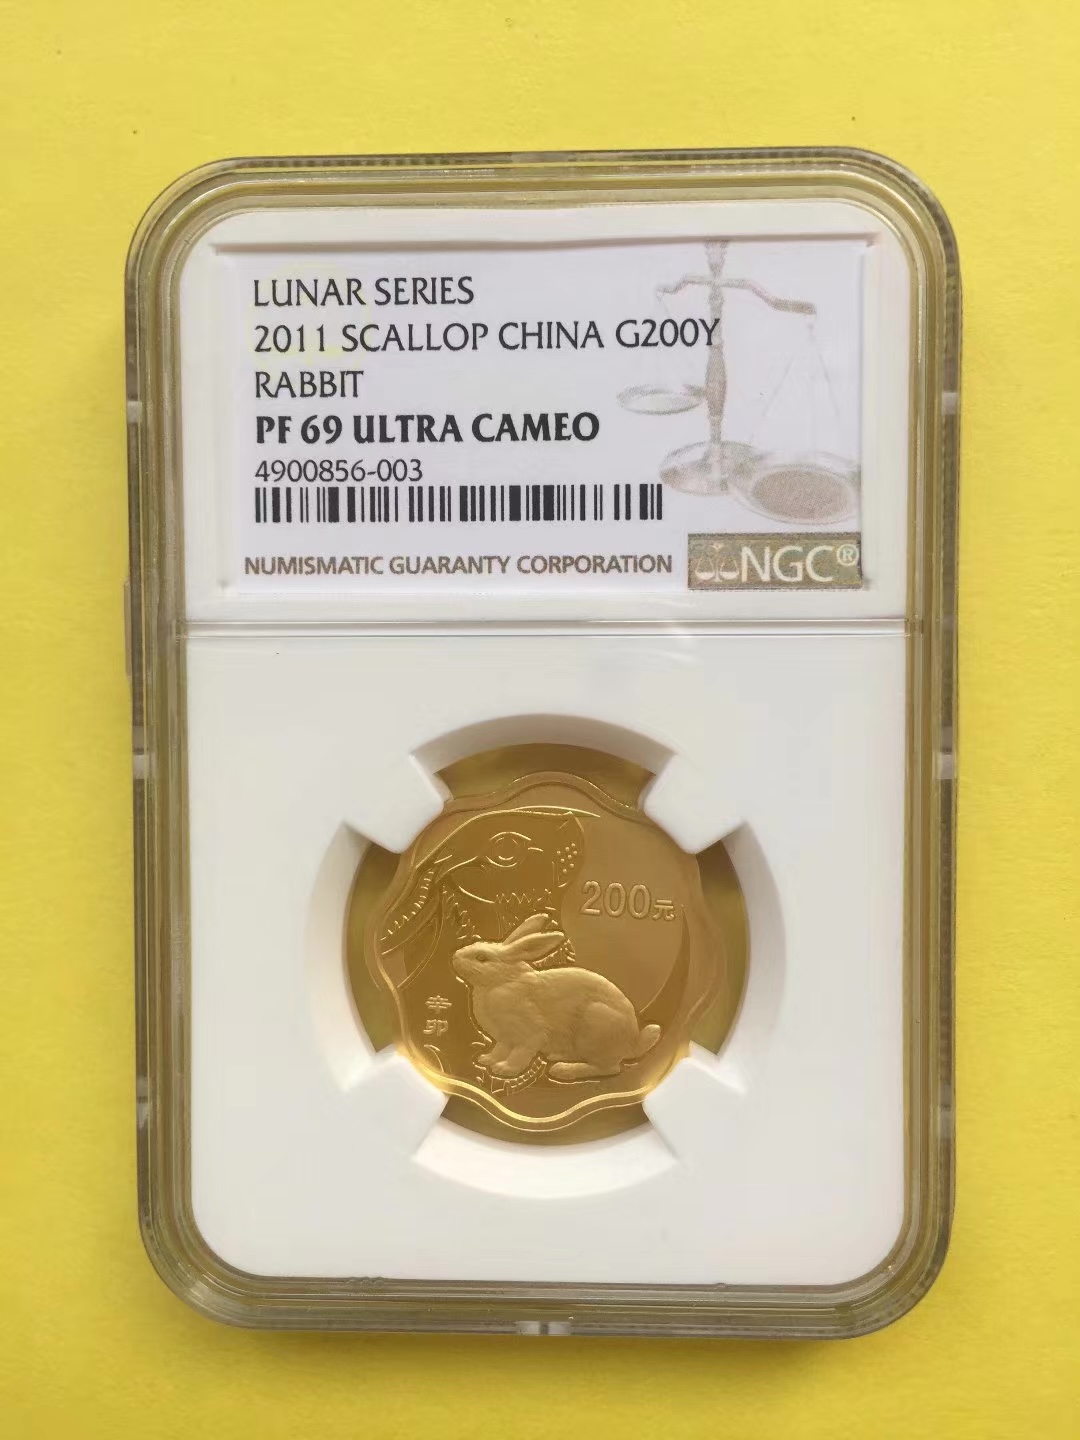 LUNAR SERIES
2011 SCALLOP CHINA G200Y
RABBIT
PF 69 ULTRA CAMEO
4900856-003
NUMISMATIC GUARANTY CORPORATION
NGC®
200元
辛
卯